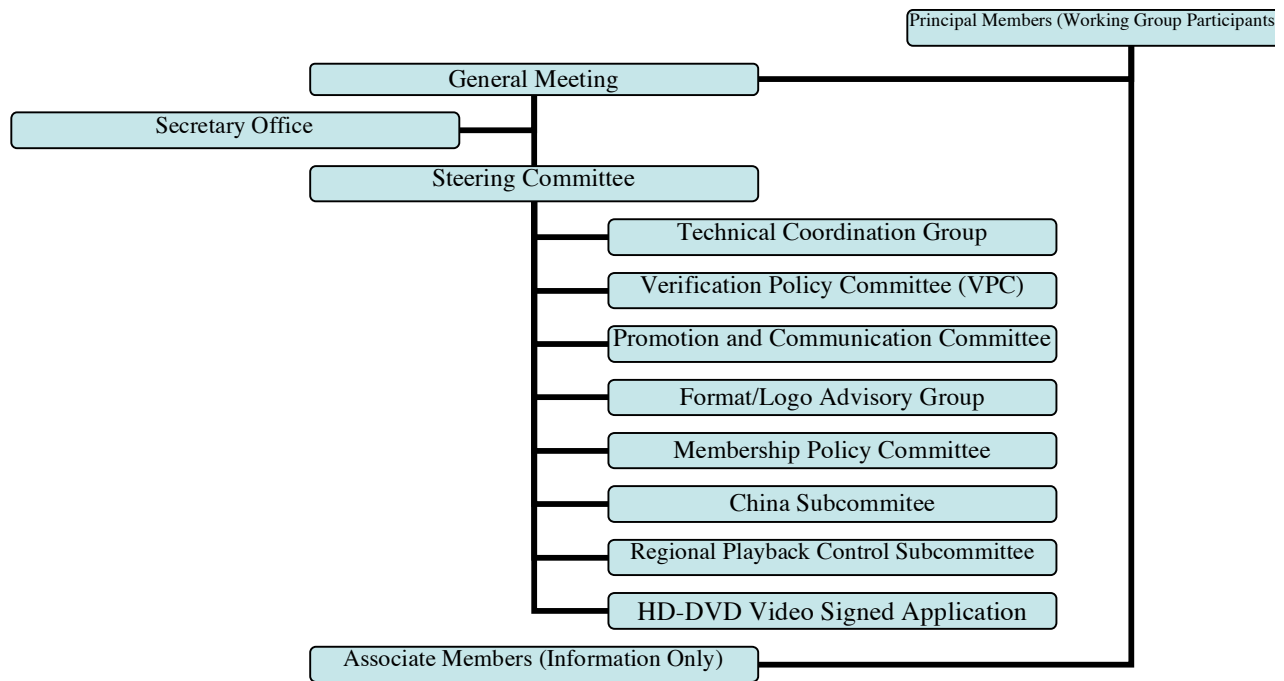 Principal Members (Working Group Participants
General Meeting
Secretary Office
Steering Committee
Technical Coordination Group
Verification Policy Committee (VPC)
Promotion and Communication Committee
Format/Logo Advisory Group
Membership Policy Committee
China Subcommitee
Regional Playback Control Subcommittee
HD-DVD Video Signed Application
Associate Members (Information Only)